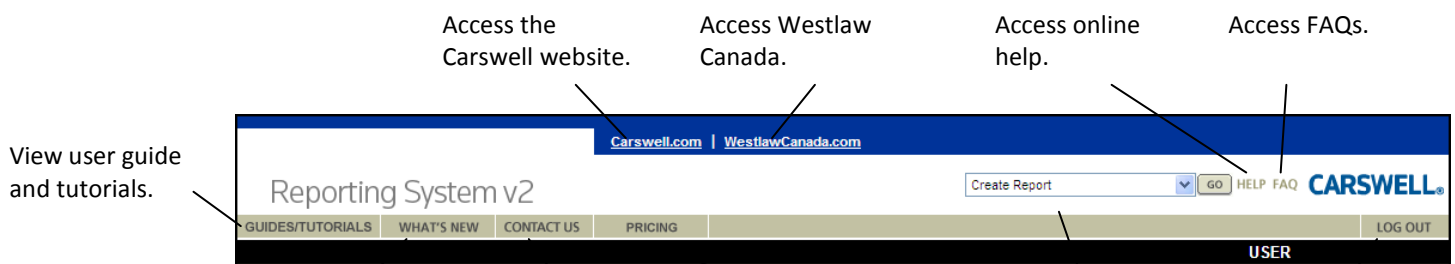 Access the
Carswell website.
Access Westlaw
Canada.
Access online
help.
Access FAQs.
View user guide
and tutorials.
Carswell.com | WestlawCanada.com
Reporting System v2
Create Report GO HELP FAQ CARSWELL®
GUIDES/TUTORIALS WHAT'S NEW CONTACT US PRICING LOG OUT
USER